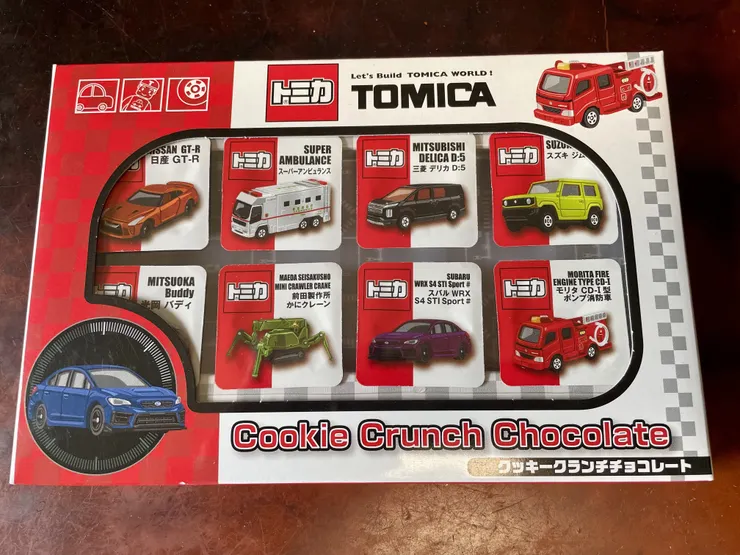 トミカ
Let's Build TOMICA WORLD!
TOMICA
ISSAN GT-R
日産 GT-R
トミカ
SUPER
AMBULANCE
スーパーアンビュランス
トミカ
MITSUBISHI
DELICA D:5
三菱 デリカ D:5
トミカ
SUZU
スズキ ジム
MITSUOKA
Buddy
光岡 バディ
トミカ
MAEDA SEISAKUSHO
MINI CRAWLER CRANE
前田製作所
かにクレーン
トミカ
SUBARU
WRX S4 STI Sport #
スバル WRX
S4 STI Sport #
トミカ
MORITA FIRE
ENGINE TYPE CD-I
モリタ CD-I 型
ポンプ消防車
Cookie Crunch Chocolate
クッキークランチチョコレート